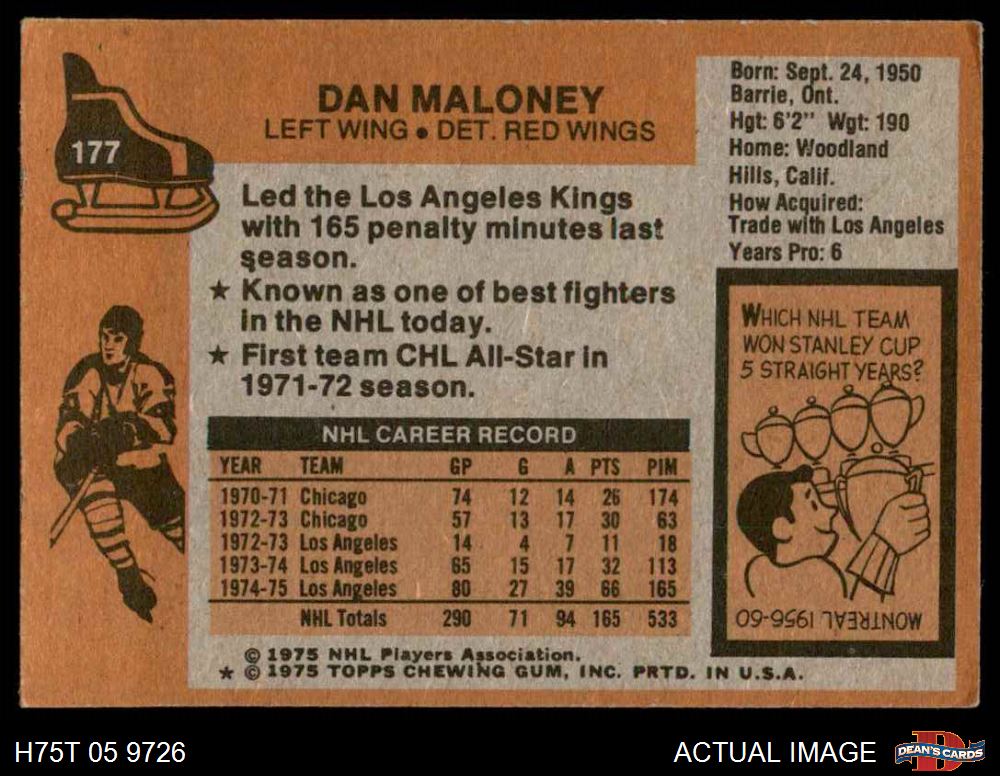 177
DAN MALONEY
LEFT WING • DET. RED WINGS
Born: Sept. 24, 1950
Barrie, Ont.
Hgt: 6'2" Wgt: 190
Home: Woodland
Hills, Calif.
How Acquired:
Trade with Los Angeles
Years Pro: 6
Led the Los Angeles Kings
with 165 penalty minutes last
season.
★ Known as one of best fighters
in the NHL today.
★ First team CHL All-Star in
1971-72 season.
WHICH NHL TEAM
WON STANLEY CUP
5 STRAIGHT YEARS?
MONTREAL 1956-60
NHL CAREER RECORD
YEAR TEAM GP G A PTS PIM
1970-71 Chicago 74 12 14 26 174
1972-73 Chicago 57 13 17 30 63
1972-73 Los Angeles 14 4 7 11 18
1973-74 Los Angeles 65 15 17 32 113
1974-75 Los Angeles 80 27 39 66 165
NHL Totals 290 71 94 165 533
© 1975 NHL Players Association.
★ © 1975 TOPPS CHEWING GUM, INC. PRTD. IN U.S.A.
H75T 05 9726
ACTUAL IMAGE
D
DEAN'S CARDS